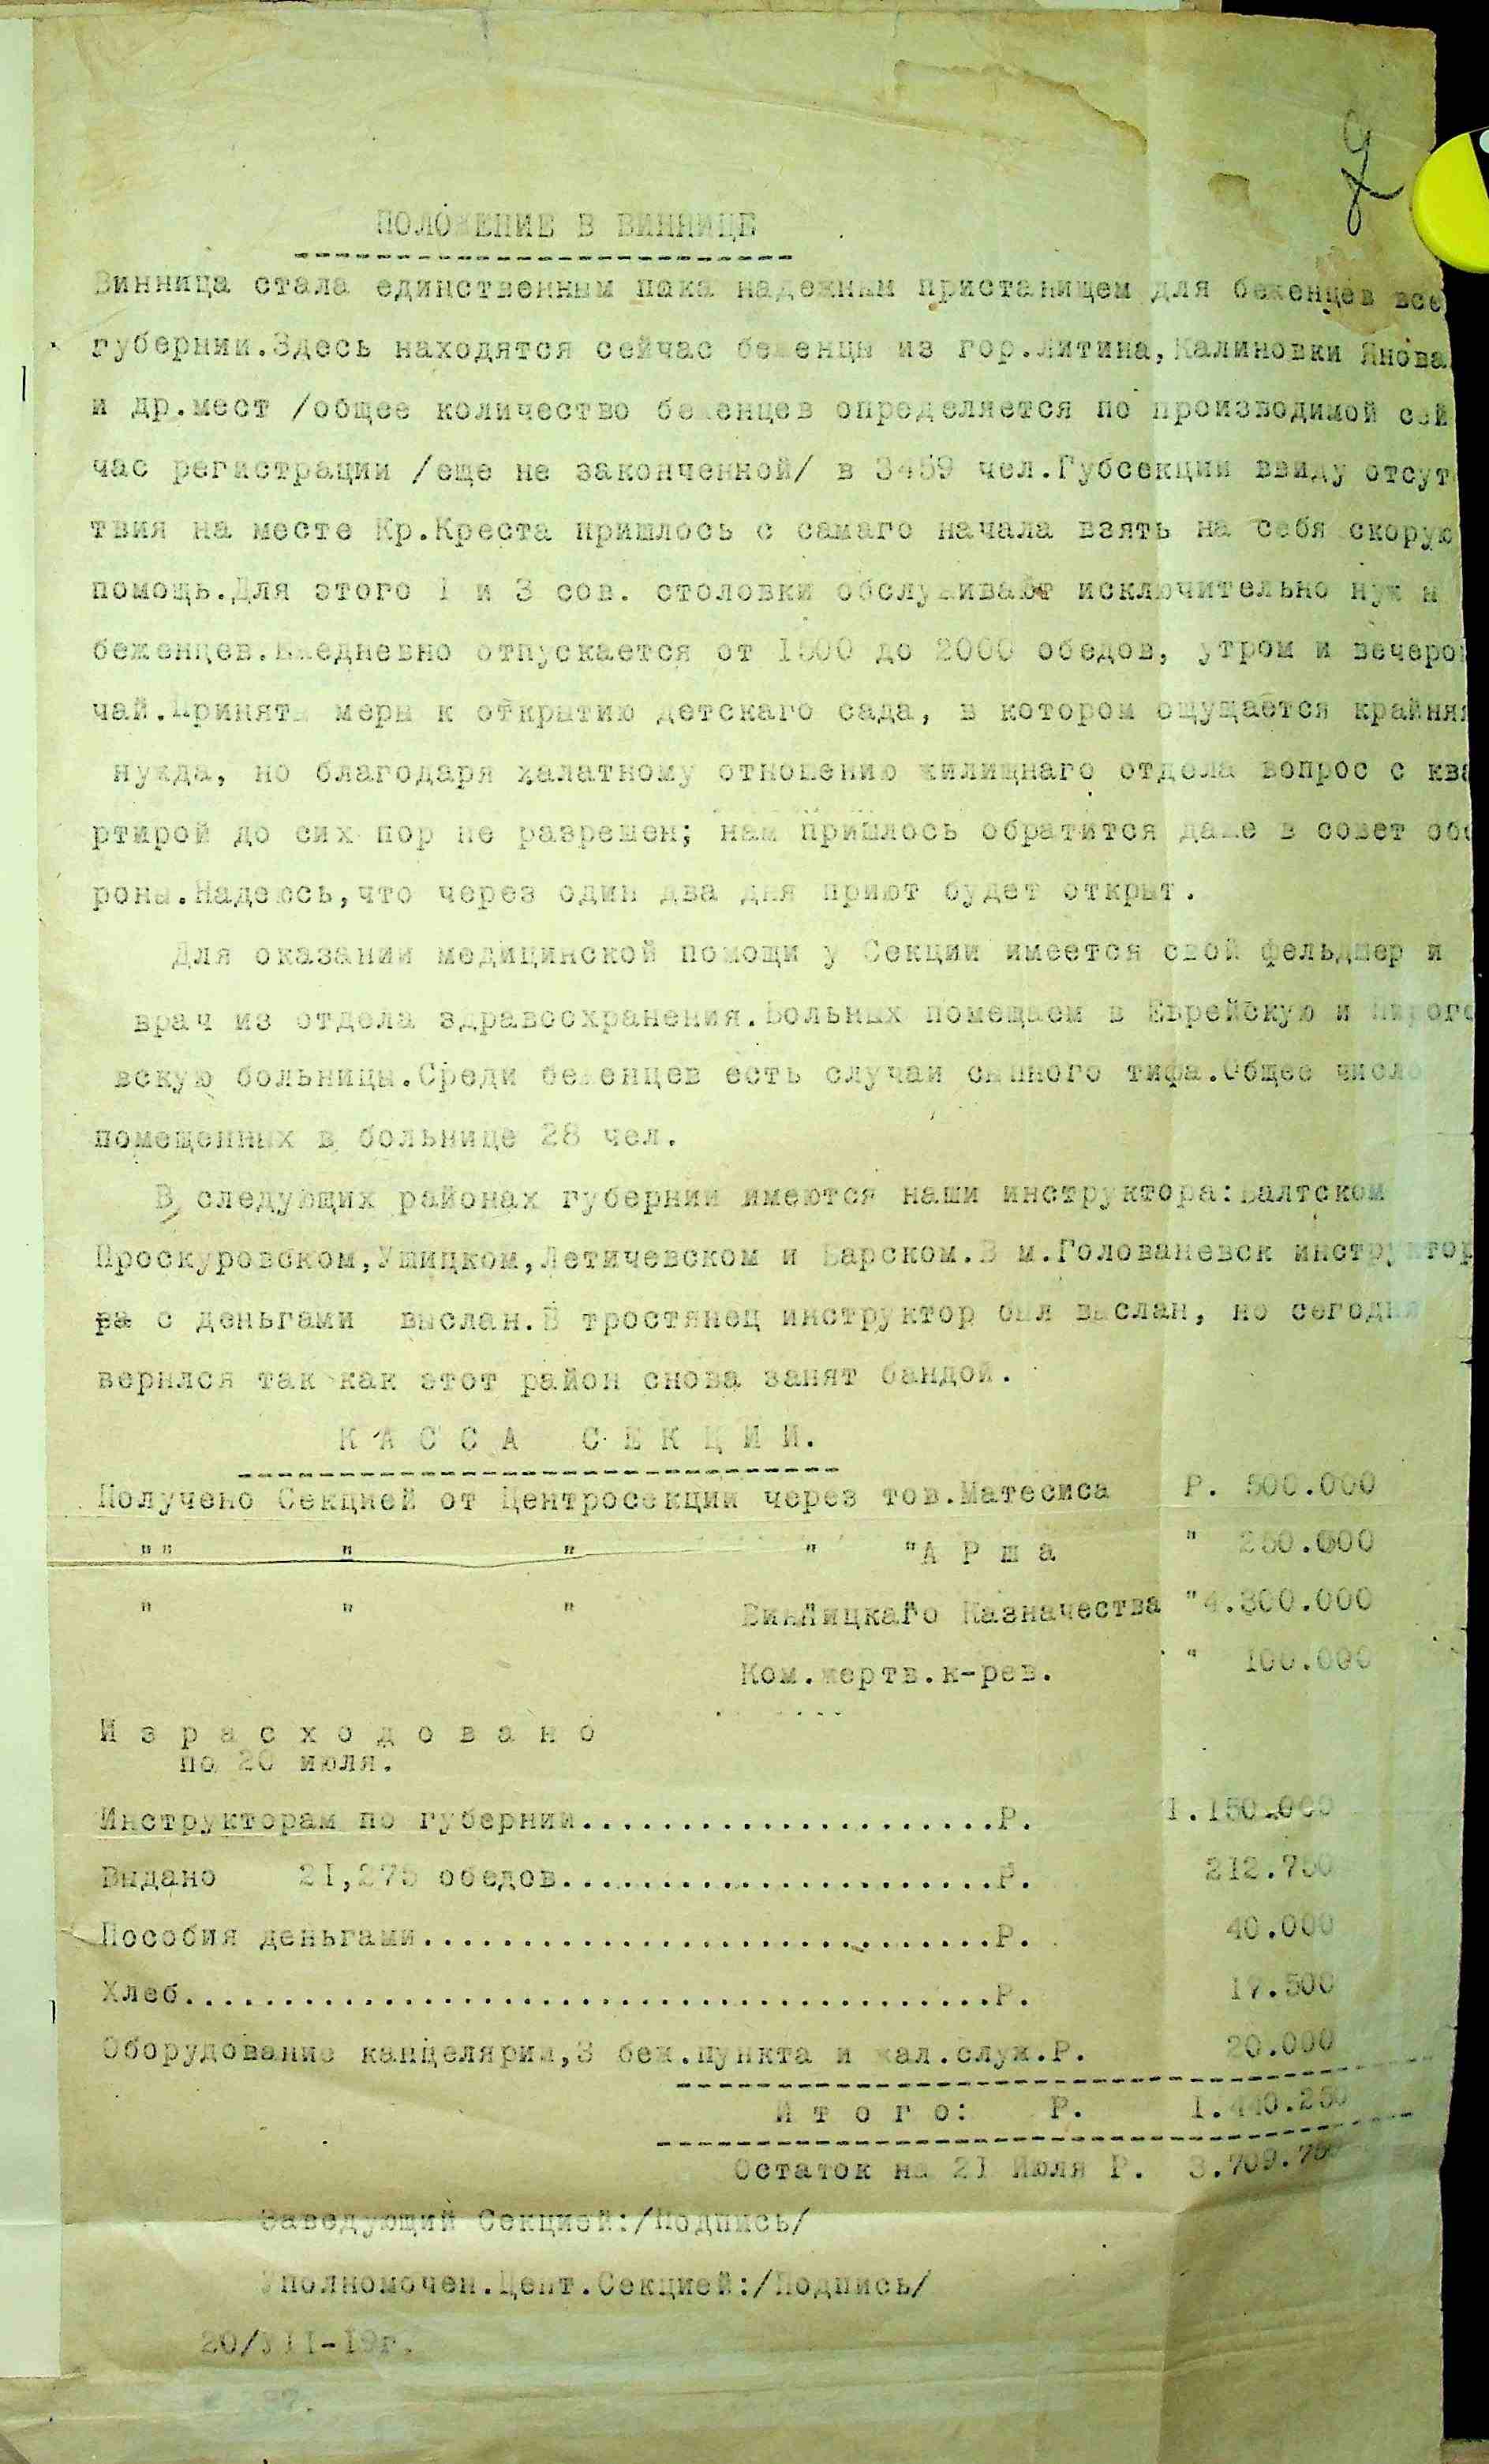 ПОЛОЖЕНИЕ В ВИННИЦЕ
Винница стала единственным пока надежным пристанищем для беженцев все
губернии.Здесь находятся сейчас беженцы из гор.Литина,Калиновки Янова
и др.мест /общее количество беженцев определяется по производимой сей
час регистрации /еще не законченной/ в 3459 чел.Губсекции ввиду отсут
твия на месте Кр.Креста пришлось с самаго начала взять на себя скорую
помощь.Для этого 1 и 3 сов. столовки обслуживают исключительно нужн
беженцев.Ежедневно отпускается от 1500 до 2000 обедов, утром и вечером
чай.Приняты меры к открытию детскаго сада, в котором ощущается крайняя
нужда, но благодаря халатному отношению жилищнаго отдела вопрос с ква
ртирой до сих пор не разрешен; нам пришлось обратится даже в совет обо
роны.Надеюсь,что через один два дня приют будет открыт.
Для оказании медицинской помощи у Секции имеется свой фельдшер и
врач из отдела здравоохранения.Больных помещаем в Еврейскую и Пирого
вскую больницы.Среди беженцев есть случаи сыпного тифа.Общее число
помещенных в больнице 28 чел.
В следующих районах губернии имеются наши инструктора:Балтском
Проскуровском,Ушицком,Летичевском и Барском.В м.Голованевск инструктор
ра с деньгами выслан.В тростянец инструктор был выслан, но сегодня
вернлся так как этот район снова занят бандой.
К А С С А С Е К Ц И И.
Получено Секцией от Центросекции через тов.Матесиса Р. 500.000
" " " " " "А Р ш а " 250.000
" " " Винницкаго Казначества "4.300.000
Ком.жертв.к-рев. " 100.000
И з р а с х о д о в а н о
по 20 июля.
Инструкторам по губернии.....................Р. 1.150.000
Выдано 21,275 обедов......................Р. 212.750
Пособия деньгами.............................Р. 40.000
Хлеб.........................................Р. 17.500
Оборудование канцелярии,3 беж.пункта и жал.служ.Р. 20.000
И т о г о: Р. 1.440.250
Остаток на 21 Июля Р. 3.709.750
Заведующий Секцией:/Подпись/
Уполномочен.Цент.Секцией:/Подпись/
20/VII-19г.